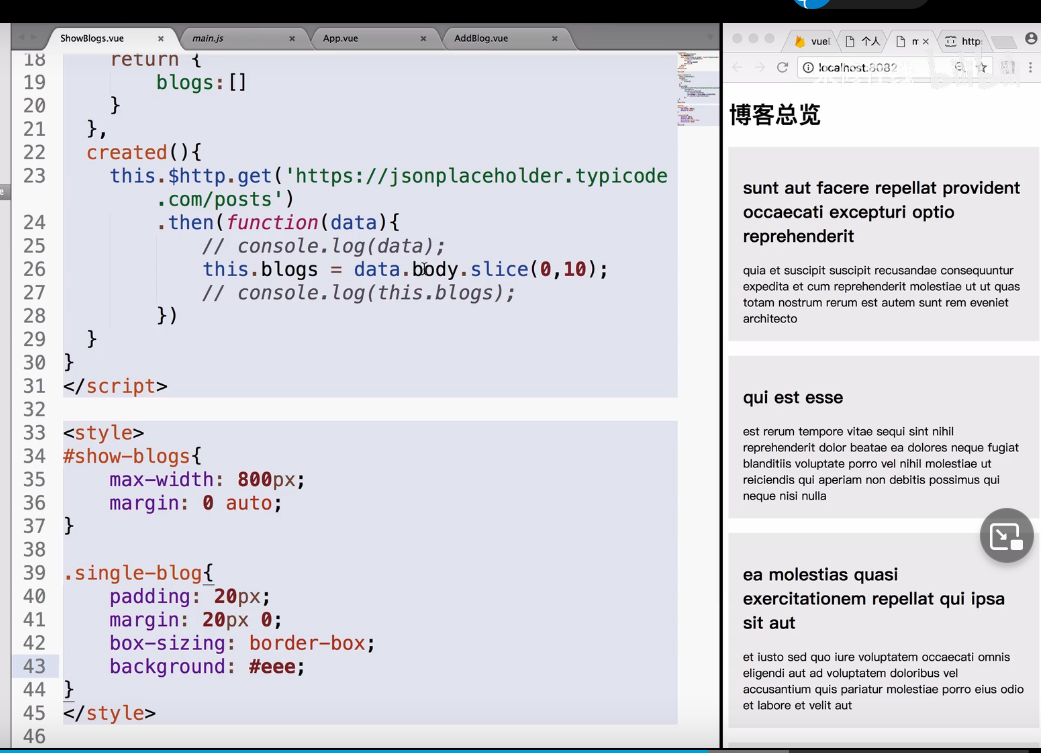 ShowBlogs.vue × main.js × App.vue × AddBlog.vue ×
18 return {
19 blogs:[]
20 }
21 },
22 created(){
23 this.$http.get('https://jsonplaceholder.typicode
.com/posts')
24 .then(function(data){
25 // console.log(data);
26 this.blogs = data.body.slice(0,10);
27 // console.log(this.blogs);
28 })
29 }
30 }
31 </script>
32
33 <style>
34 #show-blogs{
35 max-width: 800px;
36 margin: 0 auto;
37 }
38
39 .single-blog{
40 padding: 20px;
41 margin: 20px 0;
42 box-sizing: border-box;
43 background: #eee;
44 }
45 </style>
46
vuel 个人 m × http
localhost:8082
博客总览
sunt aut facere repellat provident
occaecati excepturi optio
reprehenderit
quia et suscipit suscipit recusandae consequuntur
expedita et cum reprehenderit molestiae ut ut quas
totam nostrum rerum est autem sunt rem eveniet
architecto
qui est esse
est rerum tempore vitae sequi sint nihil
reprehenderit dolor beatae ea dolores neque fugiat
blanditiis voluptate porro vel nihil molestiae ut
reiciendis qui aperiam non debitis possimus qui
neque nisi nulla
ea molestias quasi
exercitationem repellat qui ipsa
sit aut
et iusto sed quo iure voluptatem occaecati omnis
eligendi aut ad voluptatem doloribus vel
accusantium quis pariatur molestiae porro eius odio
et labore et velit aut